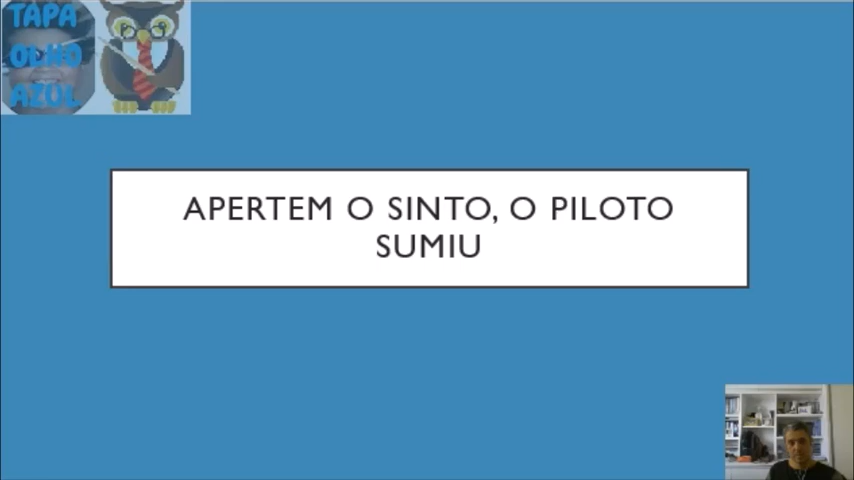 TAPA
OLHO
AZUL
APERTEM O SINTO, O PILOTO
SUMIU